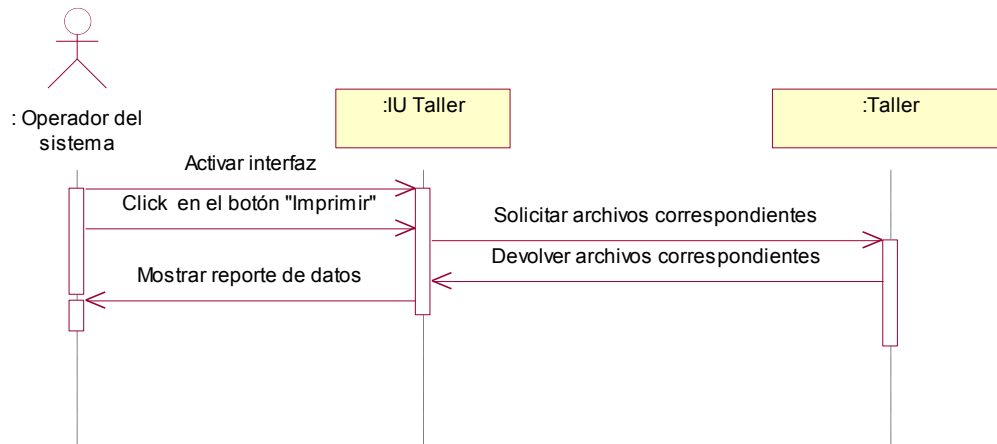 : Operador del
sistema
:IU Taller
:Taller
Activar interfaz
Click en el botón "Imprimir"
Solicitar archivos correspondientes
Devolver archivos correspondientes
Mostrar reporte de datos